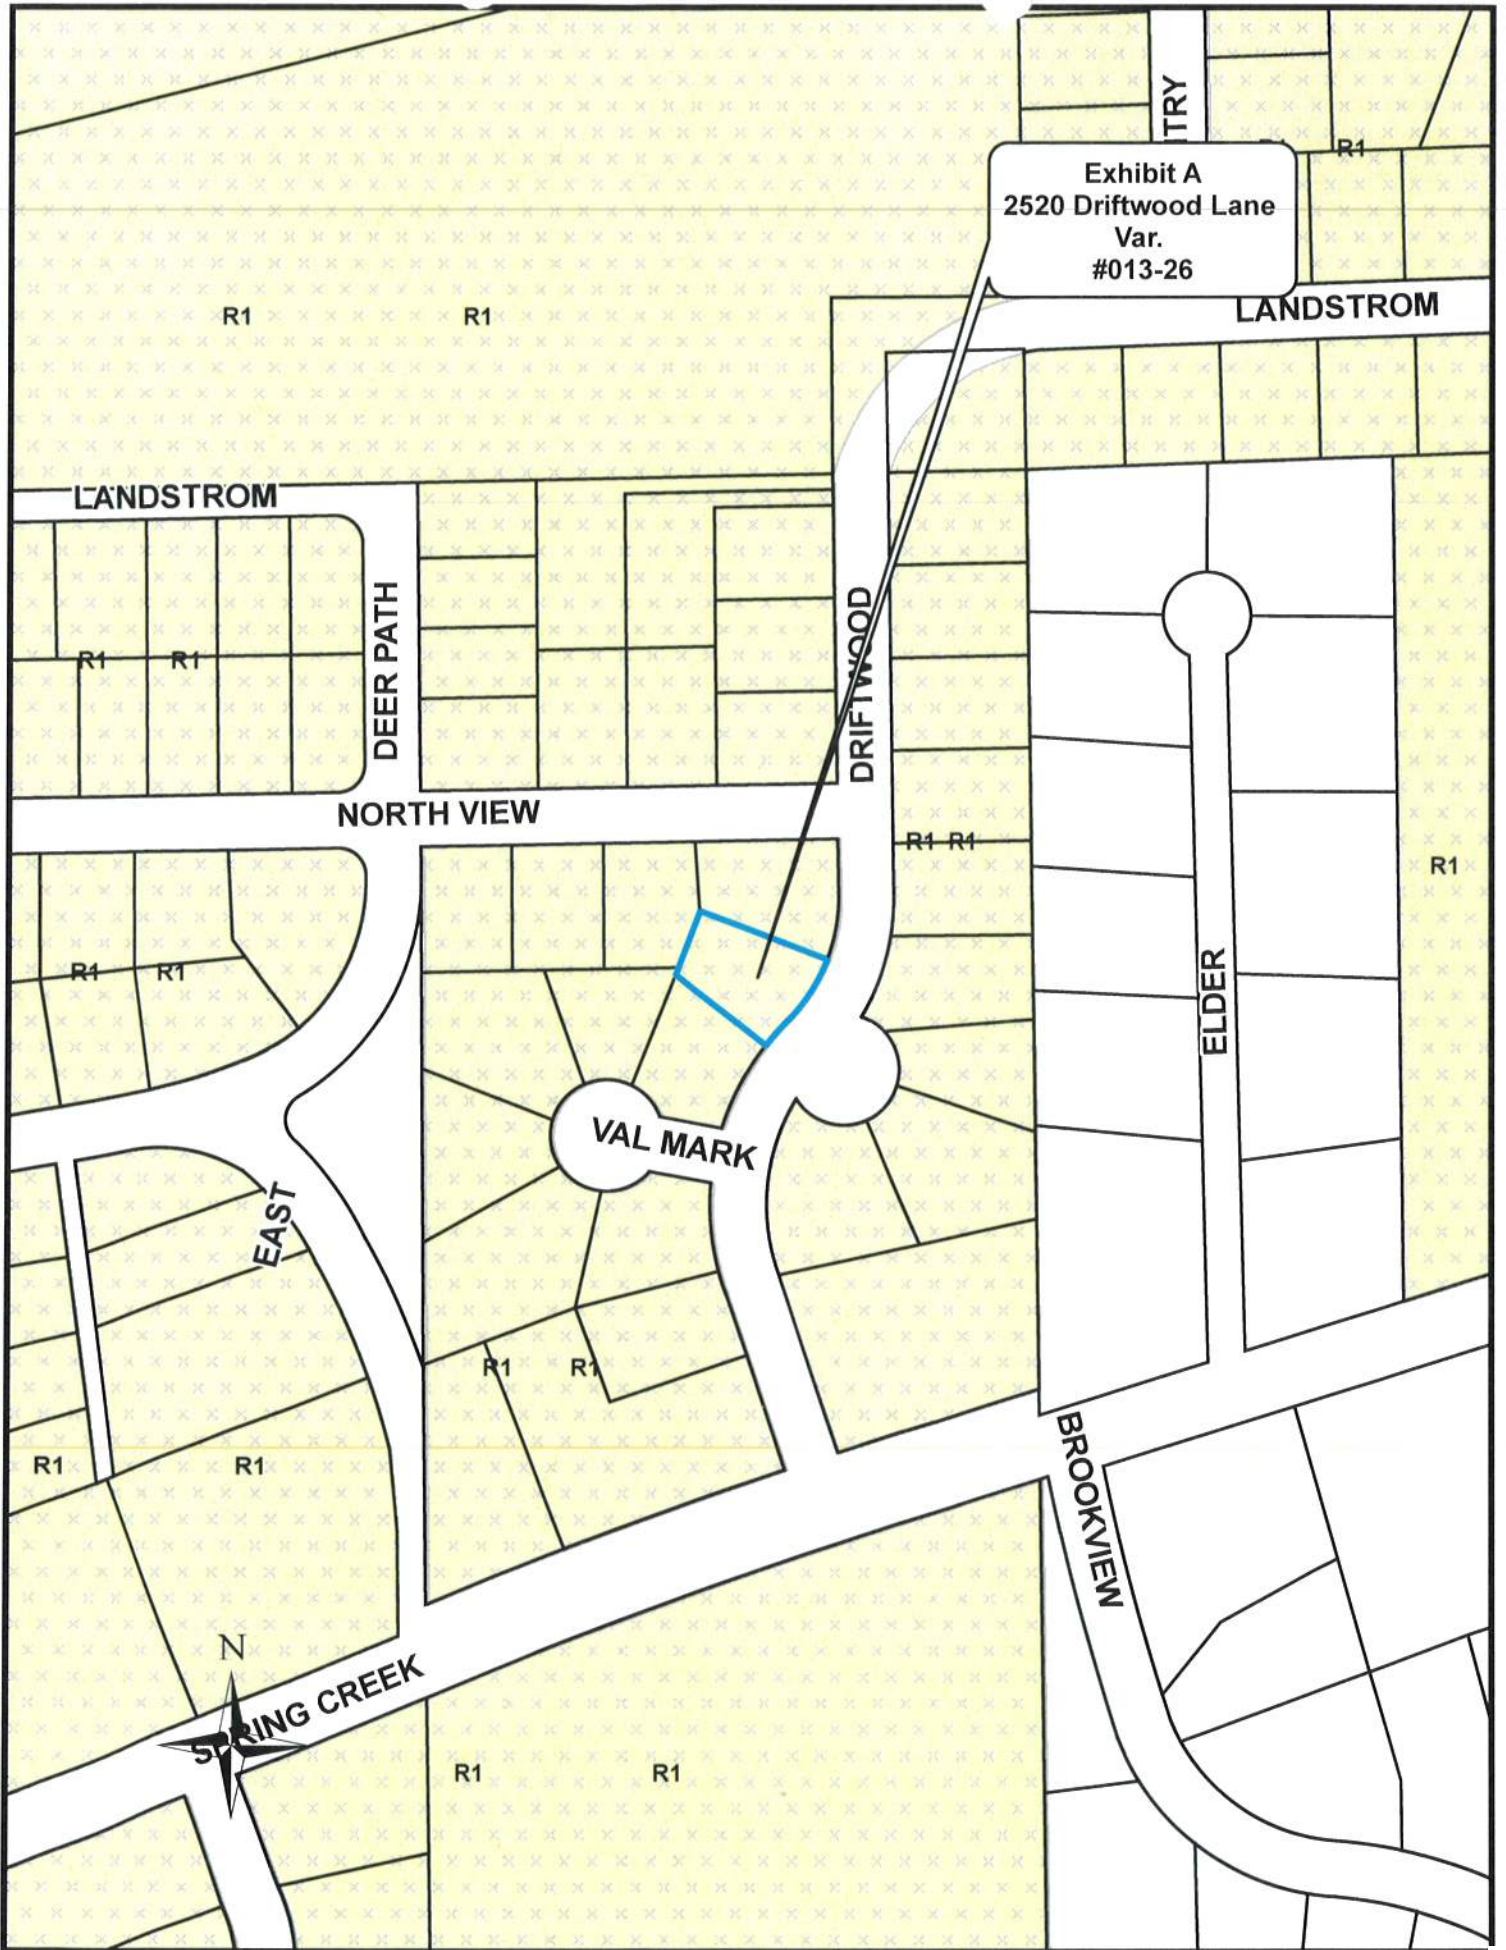 ITRY
R1
Exhibit A
2520 Driftwood Lane
Var.
#013-26
LANDSTROM
R1 R1
LANDSTROM
DEER PATH
DRIFTWOOD
R1 R1
NORTH VIEW
R1 R1
R1
R1 R1
ELDER
VAL MARK
EAST
R1 R1
R1 R1
BROOKVIEW
N
SPRING CREEK
R1 R1